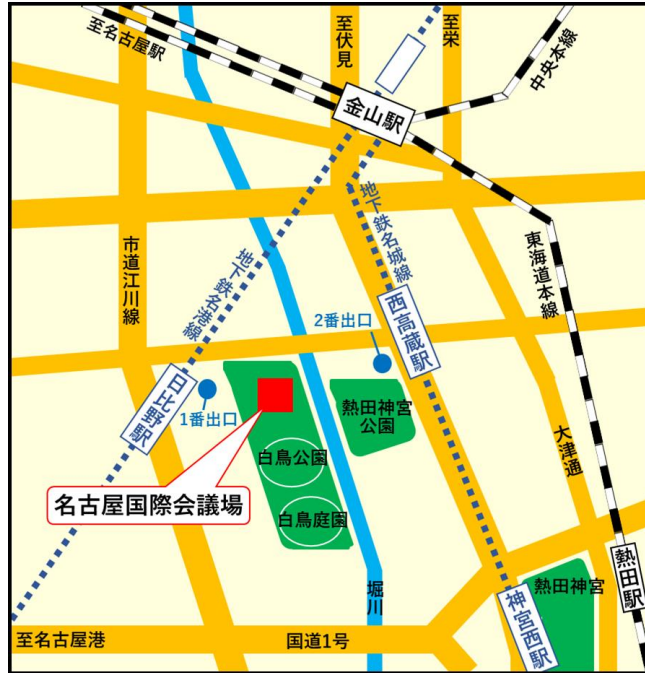 至名古屋駅
至伏見
至栄
中央本線
金山駅
地下鉄名城線
東海道本線
市道江川線
地下鉄名港線
2番出口
西高蔵駅
日比野駅
1番出口
熱田神宮
公園
大津通
白鳥公園
名古屋国際会議場
白鳥庭園
堀川
熱田神宮
熱田駅
神宮西駅
至名古屋港
国道1号